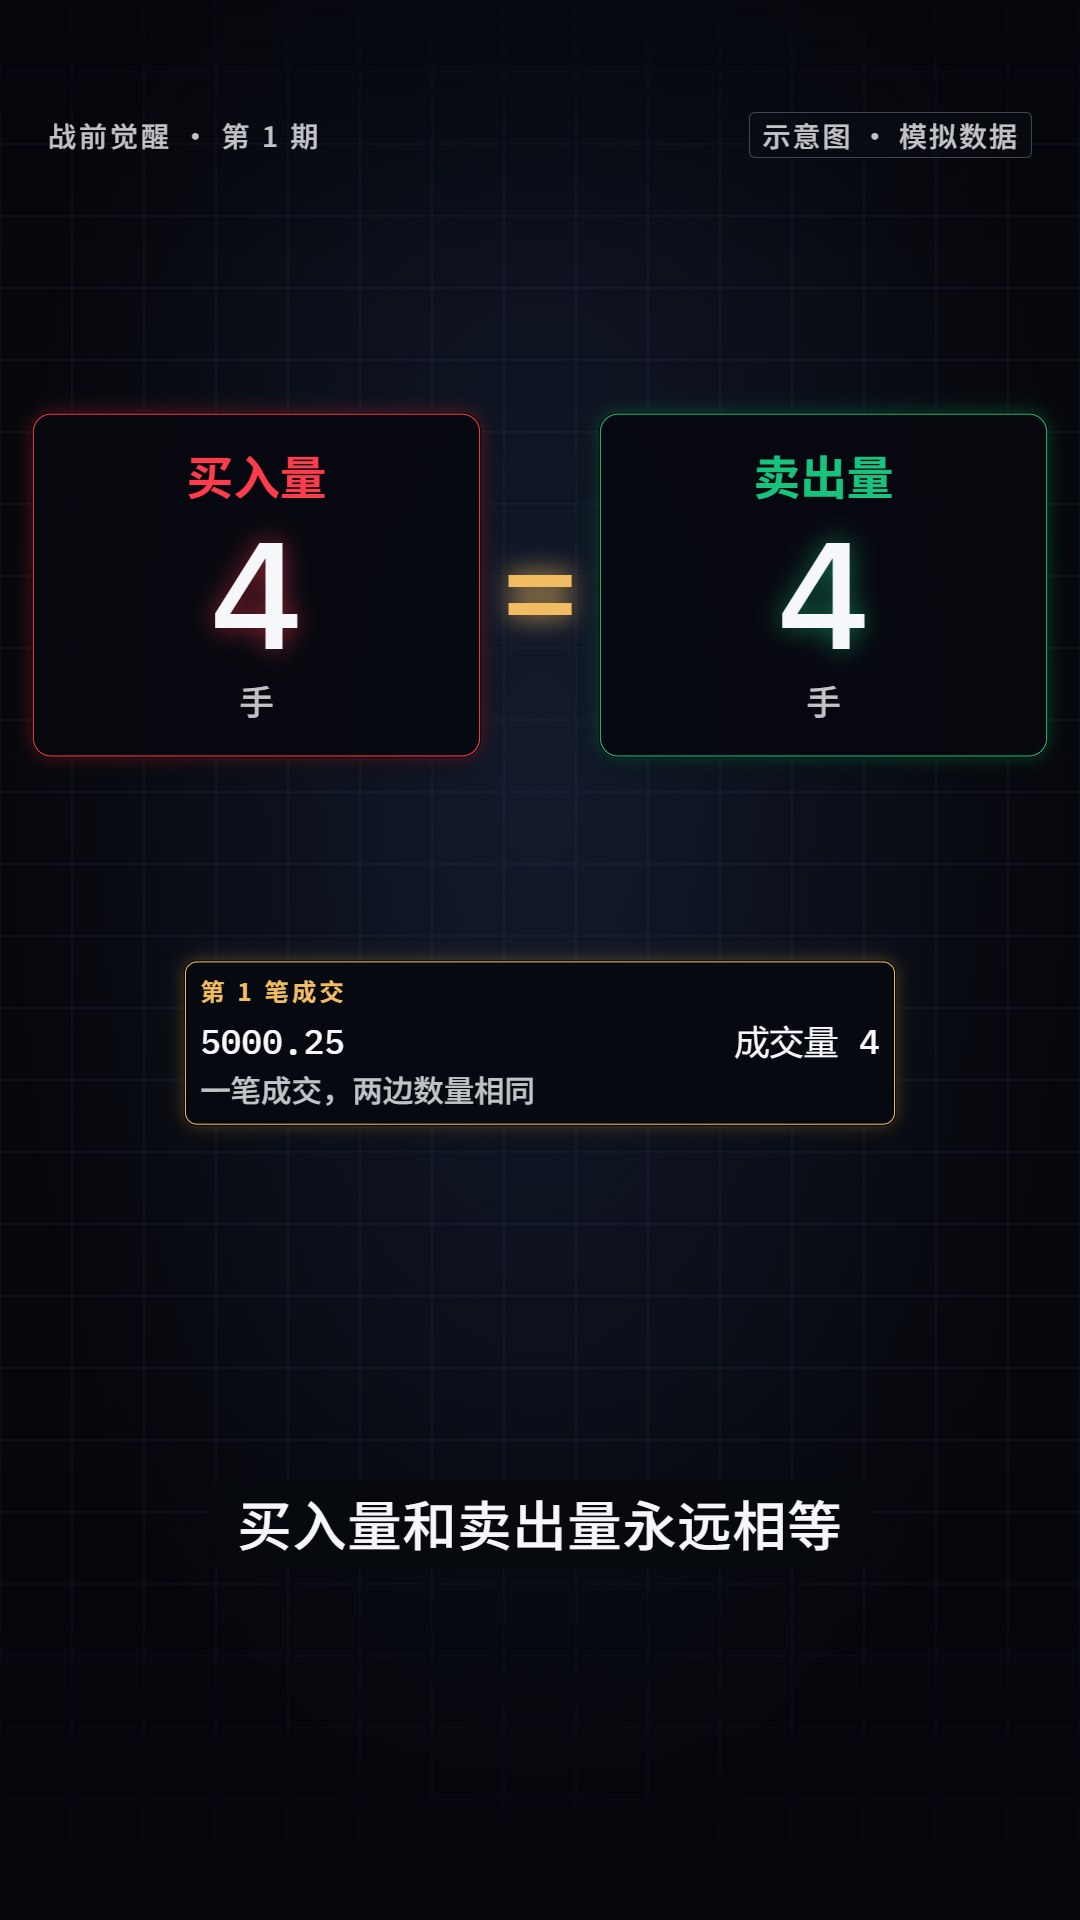 战前觉醒 · 第 1 期
示意图 · 模拟数据
买入量
4
手
=
卖出量
4
手
第 1 笔成交
5000.25 成交量 4
一笔成交，两边数量相同
买入量和卖出量永远相等